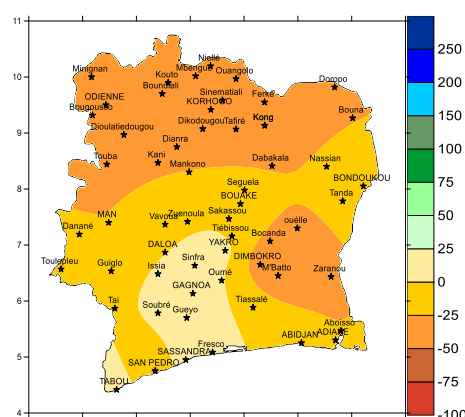 11
Niellé
250
Minignan
Mbengué
10
Kouto
Ouangolo
Doropo
200
Boundiali
Sinematiali
Ferké
ODIENNE
KORHOGO
150
Bougousso
Bouna
Dikodougou
Tafiré
Kong
9
Dioulatiedougou
100
Dianra
Touba
Kani
Mankono
Dabakala
Nassian
75
BONDOUKOU
8
Seguela
Tanda
50
BOUAKE
MAN
Vavoua
Zuenoula
Sakassou
ouélle
25
Danané
Tiébissou
Bocanda
7
DALOA
YAKRO
0
Toulepleu
Guiglo
Issia
Sinfra
DIMBOKRO
M'Batto
Zaranou
Oumé
-25
6
GAGNOA
Tai
Soubré
Gueyo
Tiassalé
-50
Aboisso
ABIDJAN
ADIAKE
5
Fresco
SASSANDRA
-75
SAN PEDRO
TABOU
4
-100